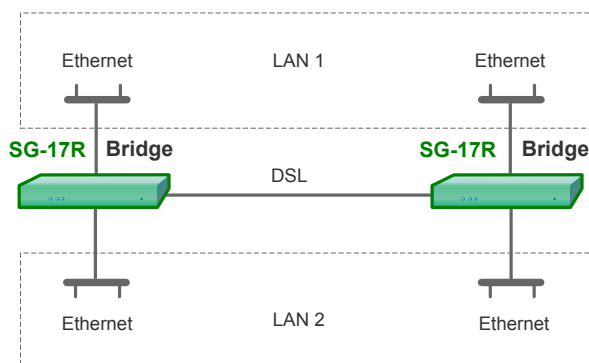 Ethernet LAN 1 Ethernet
SG-17R Bridge SG-17R Bridge
DSL
Ethernet LAN 2 Ethernet